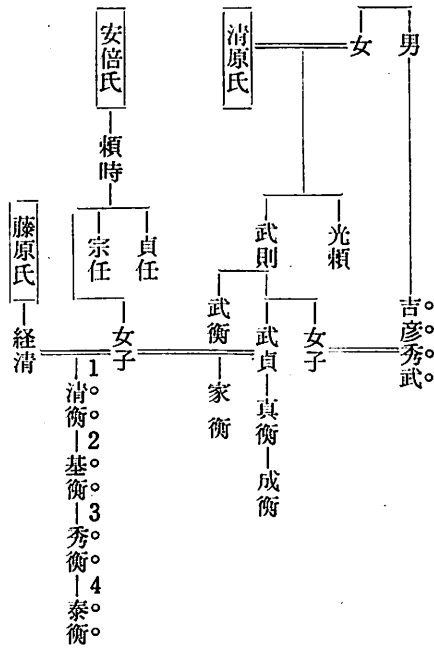 男
女
清原氏
安倍氏
頼時
貞任
宗任
女子
藤原氏
経清
光頼
武則
武衡
女子
武貞
真衡
成衡
家衡
吉彦秀武
1 清衡
2 基衡
3 秀衡
4 泰衡